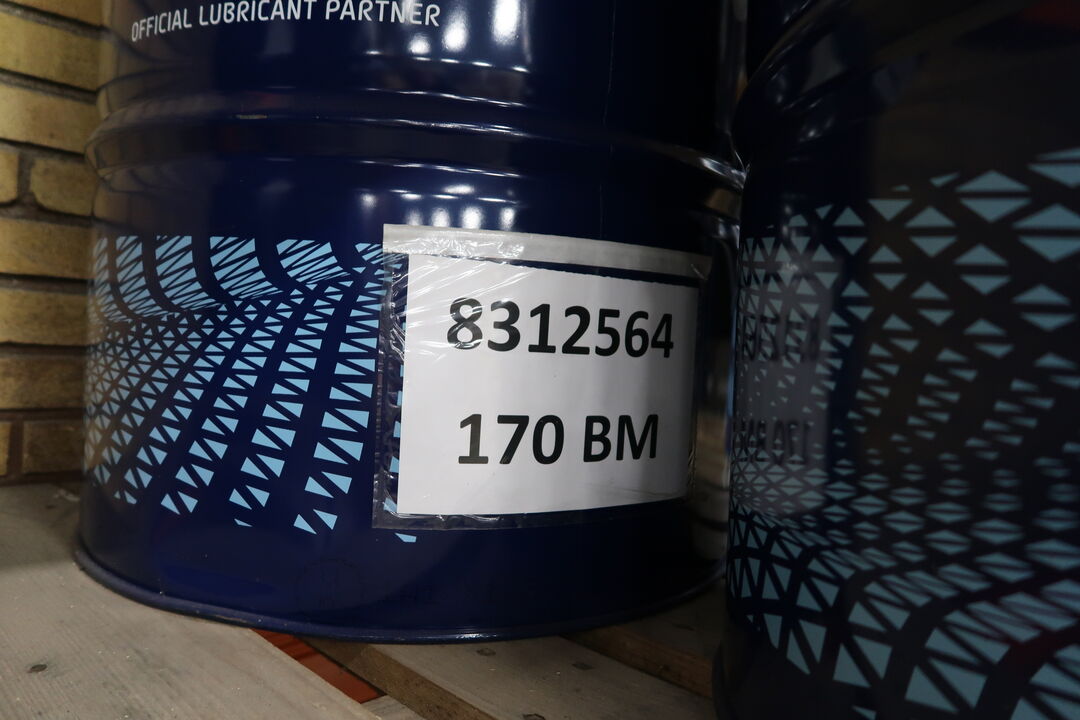 OFFICIAL LUBRICANT PARTNER
8312564
170 BM